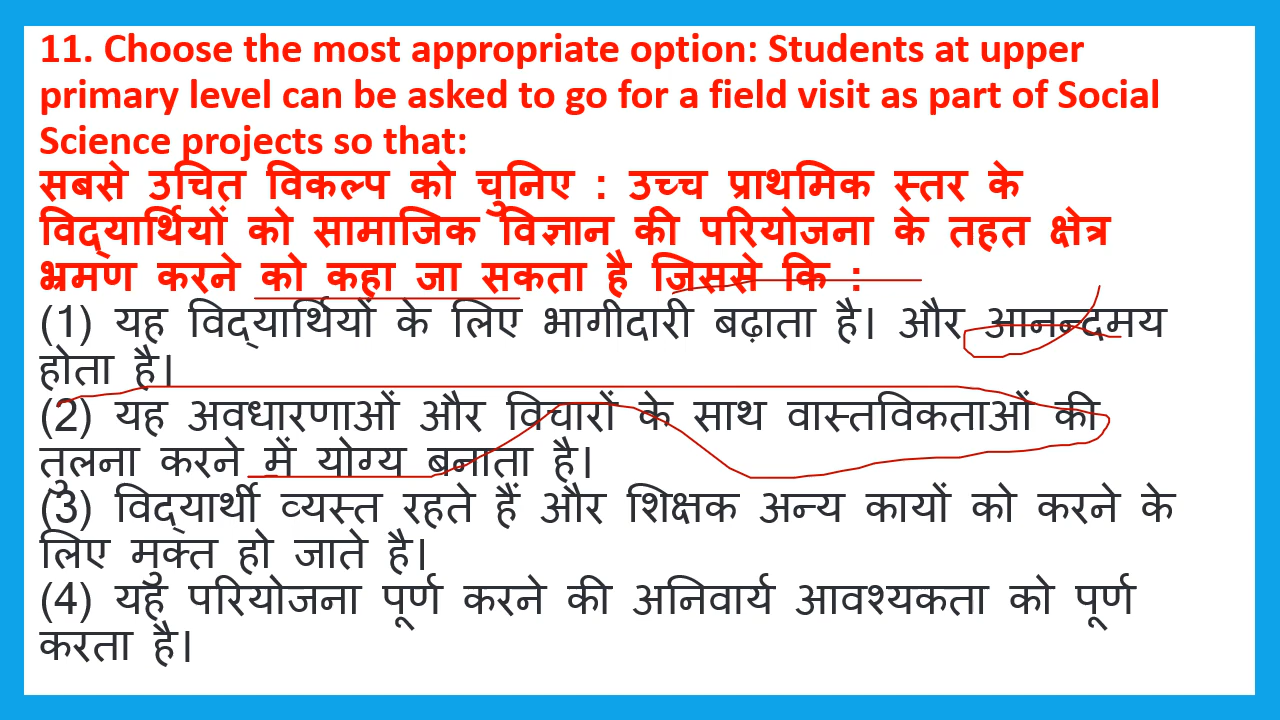 11. Choose the most appropriate option: Students at upper
primary level can be asked to go for a field visit as part of Social
Science projects so that:
सबसे उचित विकल्प को चुनिए : उच्च प्राथमिक स्तर के
विद्यार्थियों को सामाजिक विज्ञान की परियोजना के तहत क्षेत्र
भ्रमण करने को कहा जा सकता है जिससे कि :
(1) यह विद्यार्थियों के लिए भागीदारी बढ़ाता है। और आनन्दमय
होता है।
(2) यह अवधारणाओं और विचारों के साथ वास्तविकताओं की
तुलना करने में योग्य बनाता है।
(3) विद्यार्थी व्यस्त रहते हैं और शिक्षक अन्य कायों को करने के
लिए मुक्त हो जाते है।
(4) यह परियोजना पूर्ण करने की अनिवार्य आवश्यकता को पूर्ण
करता है।